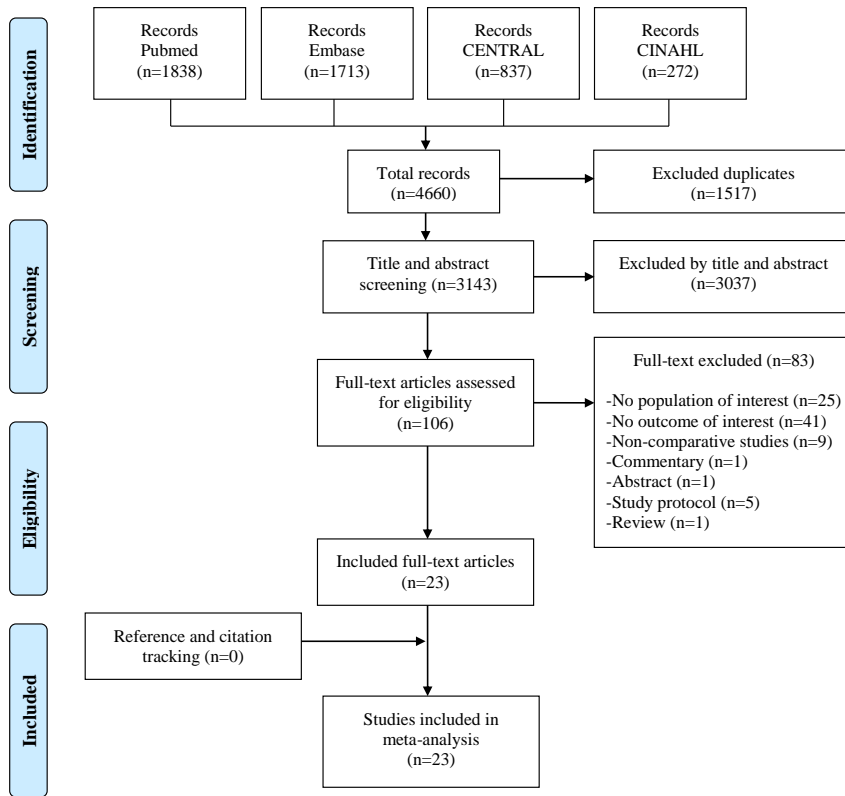 Identification
Records
Pubmed
(n=1838)
Records
Embase
(n=1713)
Records
CENTRAL
(n=837)
Records
CINAHL
(n=272)
Total records
(n=4660)
Excluded duplicates
(n=1517)
Screening
Title and abstract
screening (n=3143)
Excluded by title and abstract
(n=3037)
Full-text articles assessed
for eligibility
(n=106)
Full-text excluded (n=83)
-No population of interest (n=25)
-No outcome of interest (n=41)
-Non-comparative studies (n=9)
-Commentary (n=1)
-Abstract (n=1)
-Study protocol (n=5)
-Review (n=1)
Eligibility
Included full-text articles
(n=23)
Included
Reference and citation
tracking (n=0)
Studies included in
meta-analysis
(n=23)